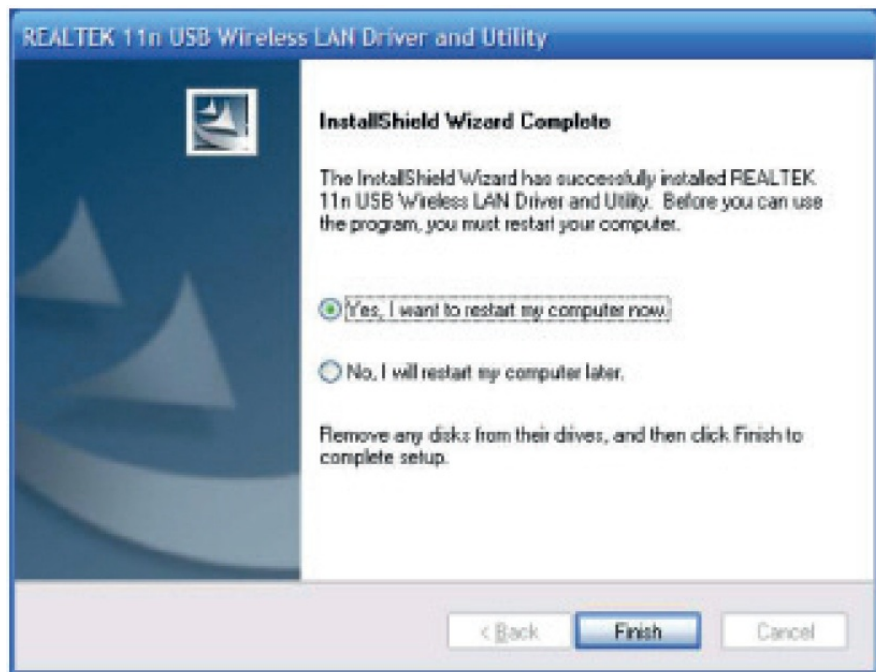 REALTEK 11n USB Wireless LAN Driver and Utility
InstallShield Wizard Complete
The InstallShield Wizard has successfully installed REALTEK
11n USB Wireless LAN Driver and Utility. Before you can use
the program, you must restart your computer.
Yes, I want to restart my computer now.
No, I will restart my computer later.
Remove any disks from their drives, and then click Finish to
complete setup.
< Back Finish Cancel